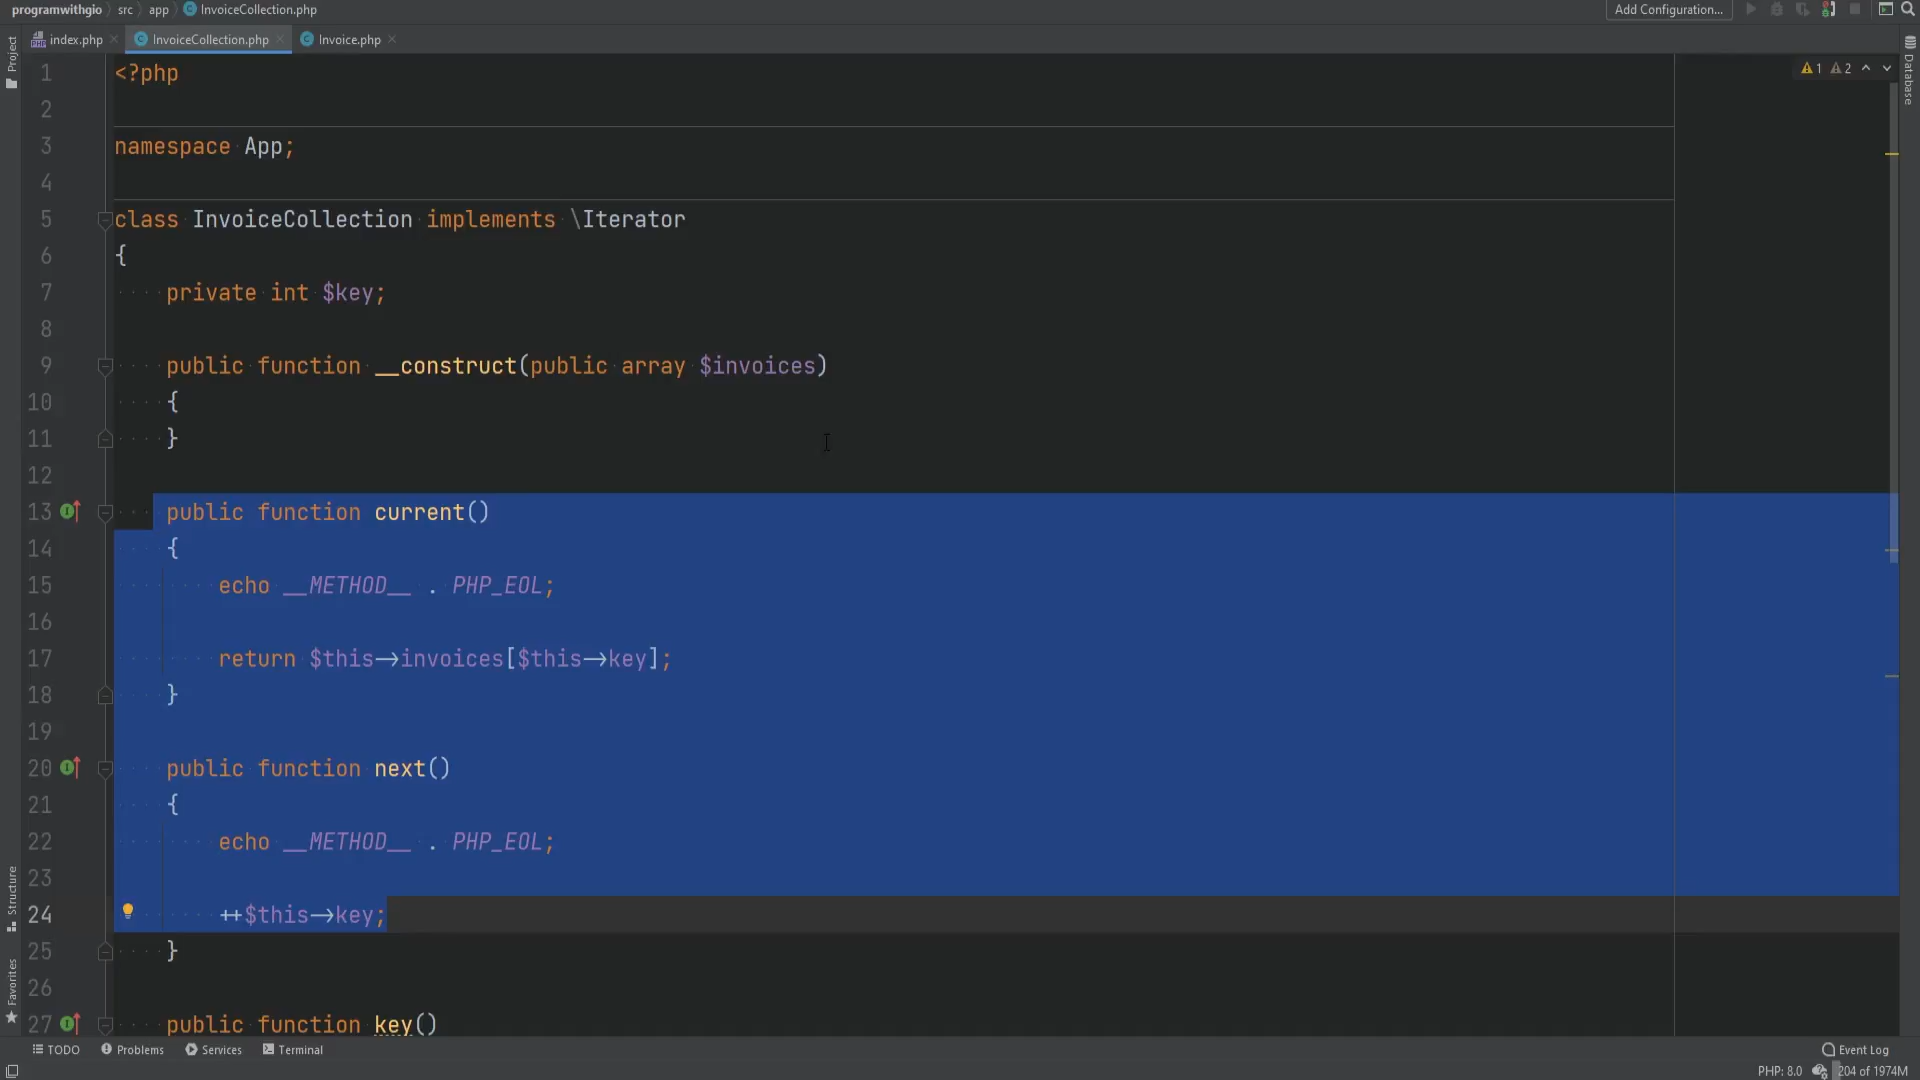 programwithgio src app InvoiceCollection.php Add Configuration...
index.php InvoiceCollection.php Invoice.php
Project
Database
1 <?php 1 2
2
3 namespace App;
4
5 class InvoiceCollection implements \Iterator
6 {
7 private int $key;
8
9 public function __construct(public array $invoices)
10 {
11 }
12
13 public function current()
14 {
15 echo __METHOD__ . PHP_EOL;
16
17 return $this->invoices[$this->key];
18 }
19
20 public function next()
21 {
22 echo __METHOD__ . PHP_EOL;
23
24 ++$this->key;
25 }
26
27 public function key()
Structure
Favorites
TODO Problems Services Terminal Event Log
PHP: 8.0 204 of 1974M